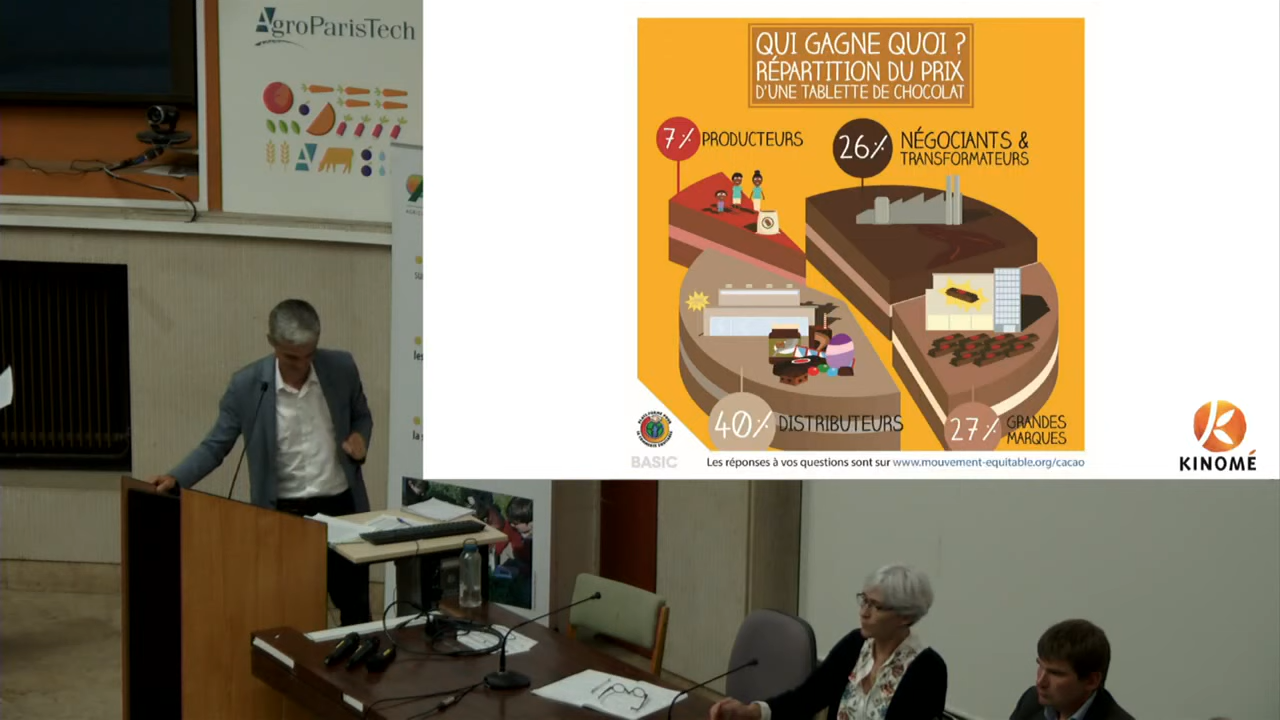 AgroParisTech
QUI GAGNE QUOI ?
RÉPARTITION DU PRIX
D'UNE TABLETTE DE CHOCOLAT
7% PRODUCTEURS
26% NÉGOCIANTS &
TRANSFORMATEURS
40% DISTRIBUTEURS
27% GRANDES
MARQUES
BASIC
Les réponses à vos questions sont sur www.mouvement-equitable.org/cacao
KINOMÉ